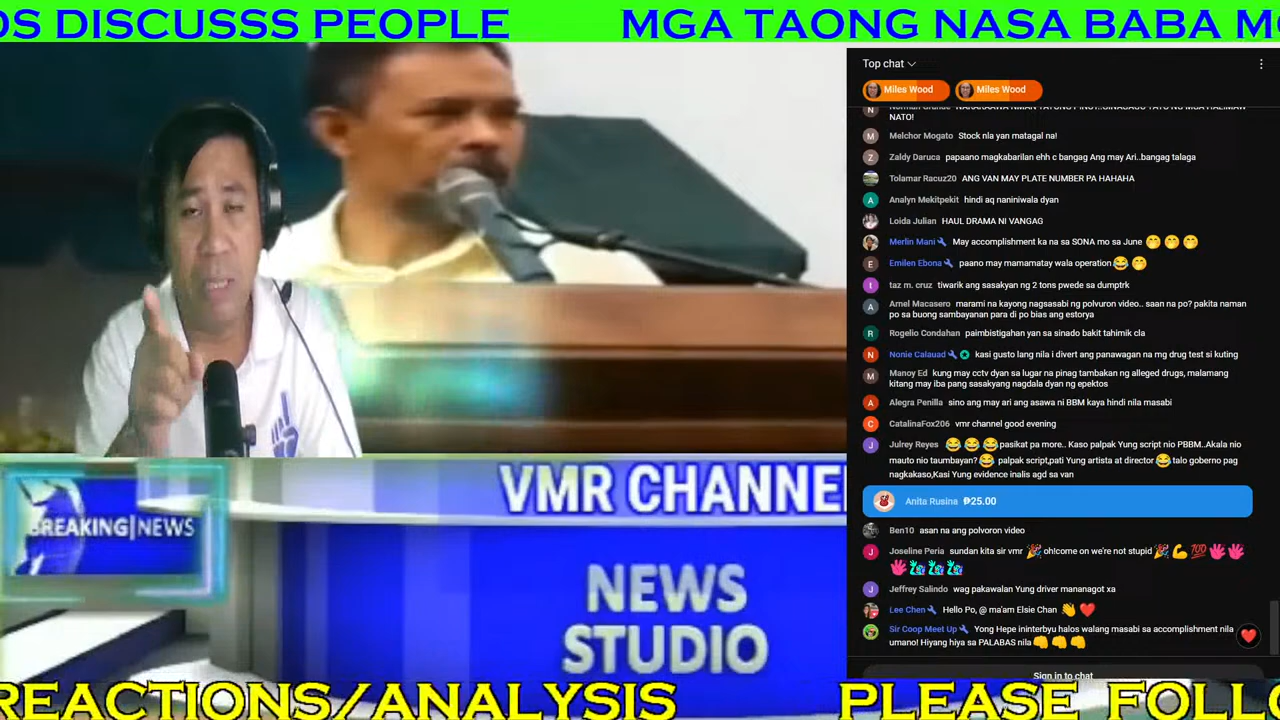 DS DISCUSSS PEOPLE
MGA TAONG NASA BABA
Top chat
Miles Wood
Miles Wood
NATO!
Melchor Mogato Stock nla yan matagal na!
Zaldy Daruca papaano magkabarilan ehh c bangag Ang may Ari..bangag talaga
Tolamar Racuz20 ANG VAN MAY PLATE NUMBER PA HAHAHA
Analyn Mekitpekit hindi aq naniniwala dyan
Loida Julian HAUL DRAMA NI VANGAG
Merlin Mani May accomplishment ka na sa SONA mo sa June 🤭 🤭 🤭
Emilen Ebona paano may mamamatay wala operation 😂 🤭
taz m. cruz tiwarik ang sasakyan ng 2 tons pwede sa dumptrk
Amel Macasero marami na kayong nagsasabi ng polvuron video.. saan na po? pakita naman
po sa buong sambayanan para di po bias ang estorya
Rogelio Condahan paimbistigahan yan sa sinado bakit tahimik cla
Nonie Calauad kasi gusto lang nila i divert ang panawagan na mg drug test si kuting
Manoy Ed kung may cctv dyan sa lugar na pinag tambakan ng alleged drugs, malamang
kitang may iba pang sasakyang nagdala dyan ng epektos
Alegra Penilla sino ang may ari ang asawa ni BBM kaya hindi nila masabi
CatalinaFox206 vmr channel good evening
Julrey Reyes 😂 😂 😂 pasikat pa more.. Kaso palpak Yung script nio PBBM..Akala nio
mauto nio taumbayan? 😂 palpak script,pati Yung artista at director 😂 talo goberno pag
nagkakaso,Kasi Yung evidence inalis agd sa van
Anita Rusina ₱25.00
Ben10 asan na ang polvoron video
Joseline Peria sundan kita sir vmr 🎉 oh!come on we're not stupid 🎉 💪 💯
Jeffrey Salindo wag pakawalan Yung driver mananagot xa
Lee Chen Hello Po, @ ma'am Elsie Chan 👋 ❤️
Sir Coop Meet Up Yong Hepe ininterbyu halos walang masabi sa accomplishment nila
umano! Hiyang hiya sa PALABAS nila 👊 👊 👊
Sign in to chat
VMR CHANNE
BREAKING|NEWS
NEWS
STUDIO
REACTIONS/ANALYSIS
PLEASE FOLLO